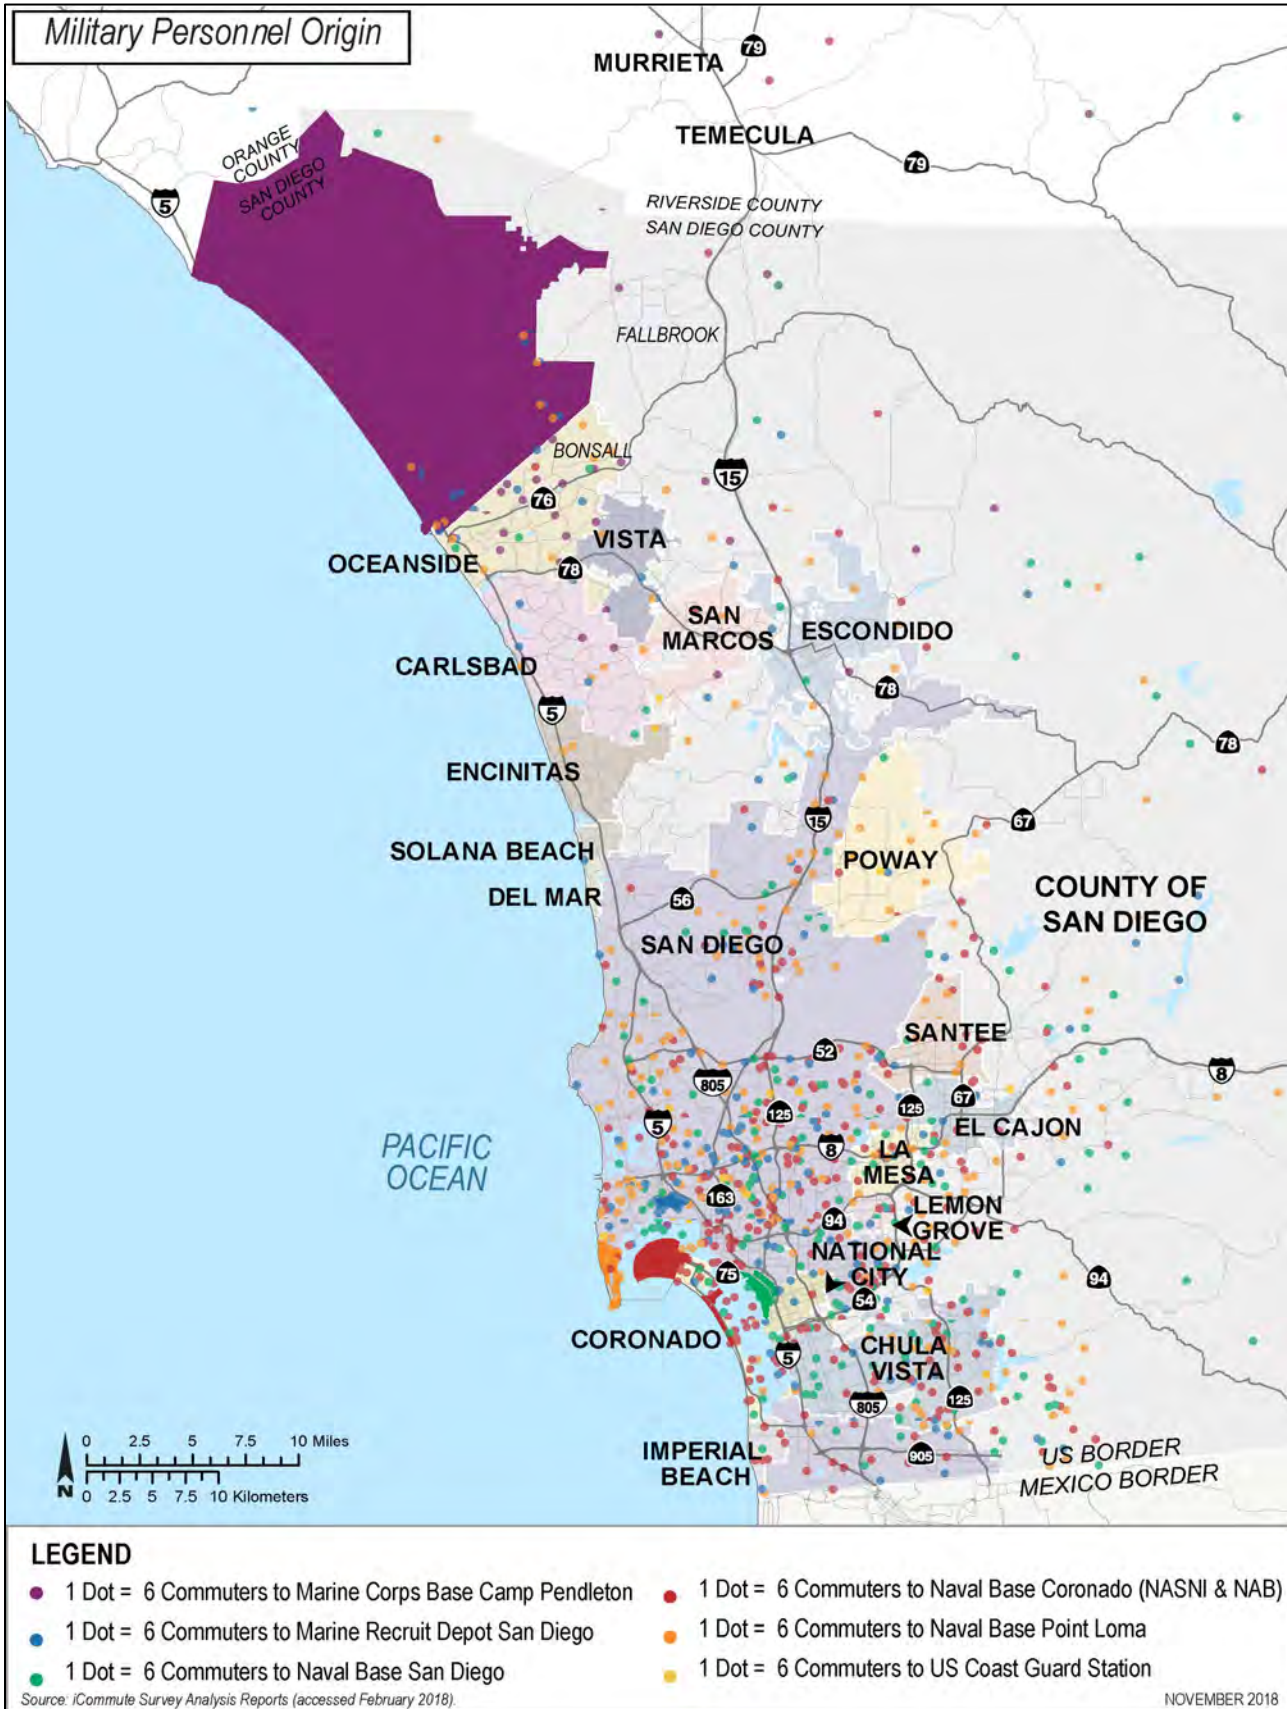 Military Personnel Origin
MURRIETA
79
TEMECULA
79
ORANGE
COUNTY
SAN DIEGO
COUNTY
5
RIVERSIDE COUNTY
SAN DIEGO COUNTY
FALLBROOK
BONSALL
15
76
VISTA
OCEANSIDE
78
SAN
MARCOS
ESCONDIDO
CARLSBAD
78
5
78
ENCINITAS
15
67
SOLANA BEACH
POWAY
DEL MAR
56
COUNTY OF
SAN DIEGO
SAN DIEGO
SANTEE
52
8
805
67
125
125
5
EL CAJON
8
LA
MESA
PACIFIC
OCEAN
163
94
LEMON
GROVE
NATIONAL
CITY
75
94
54
CORONADO
5
CHULA
VISTA
125
805
IMPERIAL
BEACH
905
US BORDER
MEXICO BORDER
0 2.5 5 7.5 10 Miles
0 2.5 5 7.5 10 Kilometers
N
LEGEND
1 Dot = 6 Commuters to Marine Corps Base Camp Pendleton
1 Dot = 6 Commuters to Marine Recruit Depot San Diego
1 Dot = 6 Commuters to Naval Base San Diego
1 Dot = 6 Commuters to Naval Base Coronado (NASNI & NAB)
1 Dot = 6 Commuters to Naval Base Point Loma
1 Dot = 6 Commuters to US Coast Guard Station
Source: iCommute Survey Analysis Reports (accessed February 2018).
NOVEMBER 2018